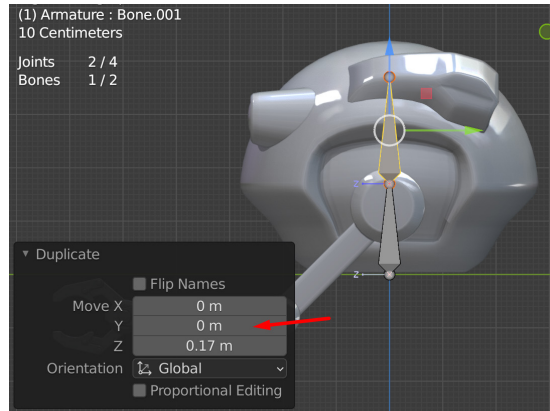 (1) Armature : Bone.001
10 Centimeters
Joints 2/4
Bones 1/2
z
z
Duplicate
Flip Names
Move X 0 m
Y 0 m
Z 0.17 m
Orientation Global
Proportional Editing